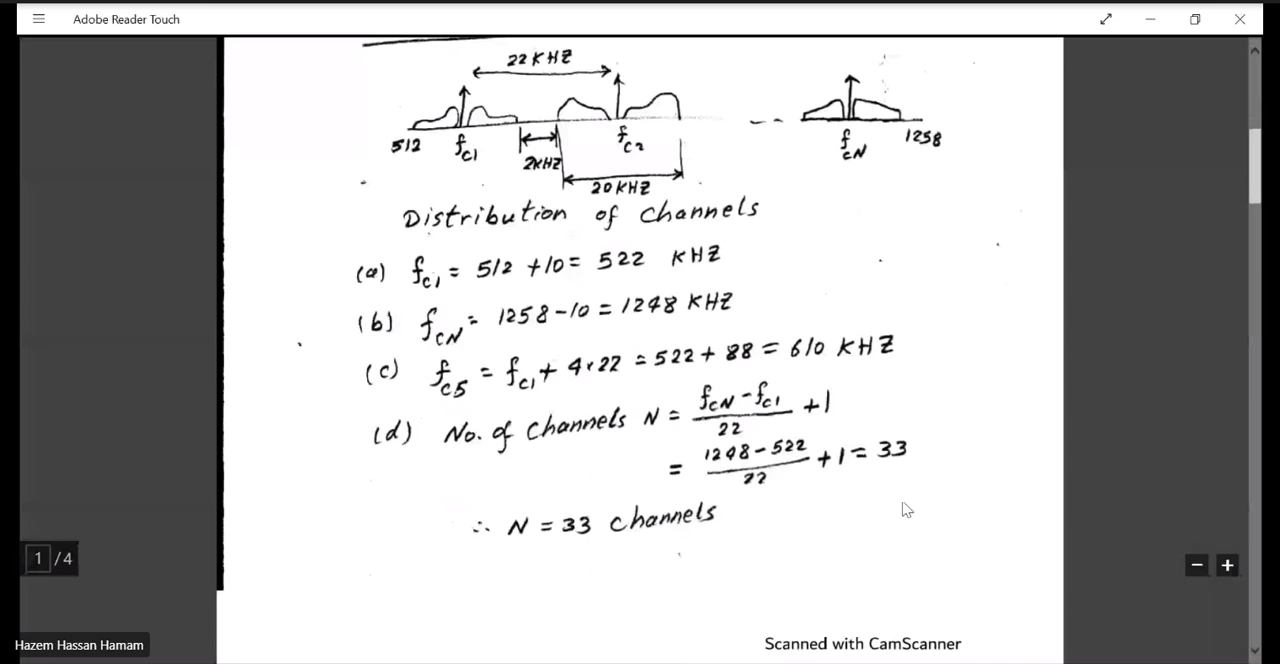 Adobe Reader Touch
22 KHZ
512 fc1 2KHZ fc2 -- fcN 1258
20 KHZ
Distribution of channels
(a) fc1 = 512 +10 = 522 KHZ
(b) fcN = 1258-10 = 1248 KHZ
(c) fc5 = fc1 + 4×22 = 522 + 88 = 610 KHZ
(d) No. of channels N = (fcN - fc1)/22 + 1
= (1248-522)/22 + 1 = 33
∴ N = 33 channels
1 / 4
Hazem Hassan Hamam
Scanned with CamScanner